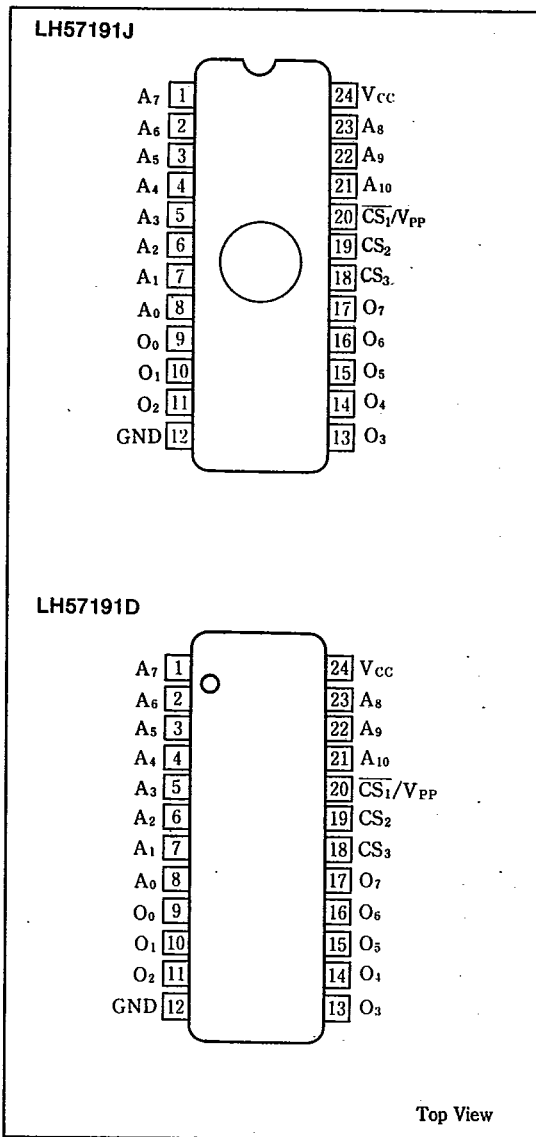 LH57191J
A7 1 24 VCC
A6 2 23 A8
A5 3 22 A9
A4 4 21 A10
A3 5 20 C̅S̅1̅/VPP
A2 6 19 CS2
A1 7 18 CS3
A0 8 17 O7
O0 9 16 O6
O1 10 15 O5
O2 11 14 O4
GND 12 13 O3
LH57191D
A7 1 24 VCC
A6 2 23 A8
A5 3 22 A9
A4 4 21 A10
A3 5 20 C̅S̅1̅/VPP
A2 6 19 CS2
A1 7 18 CS3
A0 8 17 O7
O0 9 16 O6
O1 10 15 O5
O2 11 14 O4
GND 12 13 O3
Top View